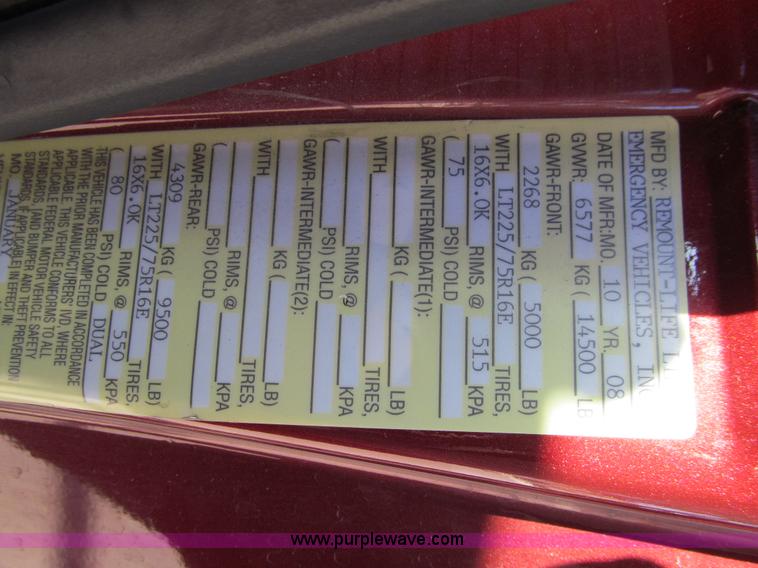 MFD BY: REMOUNT-LIFE
EMERGENCY VEHICLES, INC
DATE OF MFR: MO. 10 YR. 08
GVWR: 6577 KG ( 14500 LB
GAWR-FRONT:
2268 KG ( 5000 LB)
WITH LT225/75R16E TIRES,
16X6.0K RIMS, @ 515 KPA
( 75 PSI) COLD
GAWR-INTERMEDIATE(1):
KG ( LB)
WITH TIRES,
RIMS, @ KPA
( PSI) COLD
GAWR-INTERMEDIATE(2):
KG ( LB)
WITH TIRES,
RIMS, @ KPA
( PSI) COLD
GAWR-REAR:
4309 KG ( 9500 LB)
WITH LT225/75R16E TIRES,
16X6.0K RIMS, @ 550 KPA
( 80 PSI) COLD DUAL
THIS VEHICLE HAS BEEN COMPLETED IN ACCORDANCE
WITH THE PRIOR MANUFACTURERS' IVD, WHERE
APPLICABLE. THIS VEHICLE CONFORMS TO ALL
APPLICABLE FEDERAL MOTOR VEHICLE SAFETY
STANDARDS, [AND BUMPER AND THEFT PREVENTION
STANDARDS, IF APPLICABLE] IN EFFECT IN:
MO. JANUARY
www.purplewave.com